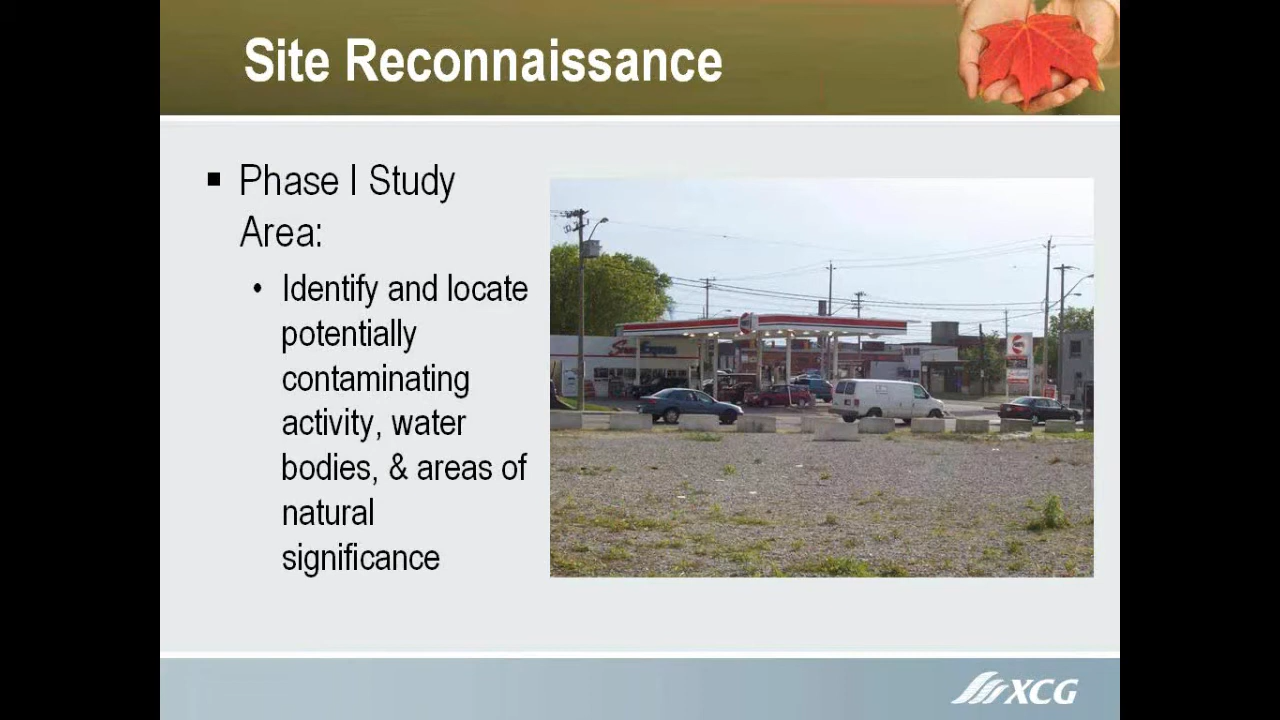 Site Reconnaissance
▪ Phase I Study
Area:
• Identify and locate
potentially
contaminating
activity, water
bodies, & areas of
natural
significance
XCG